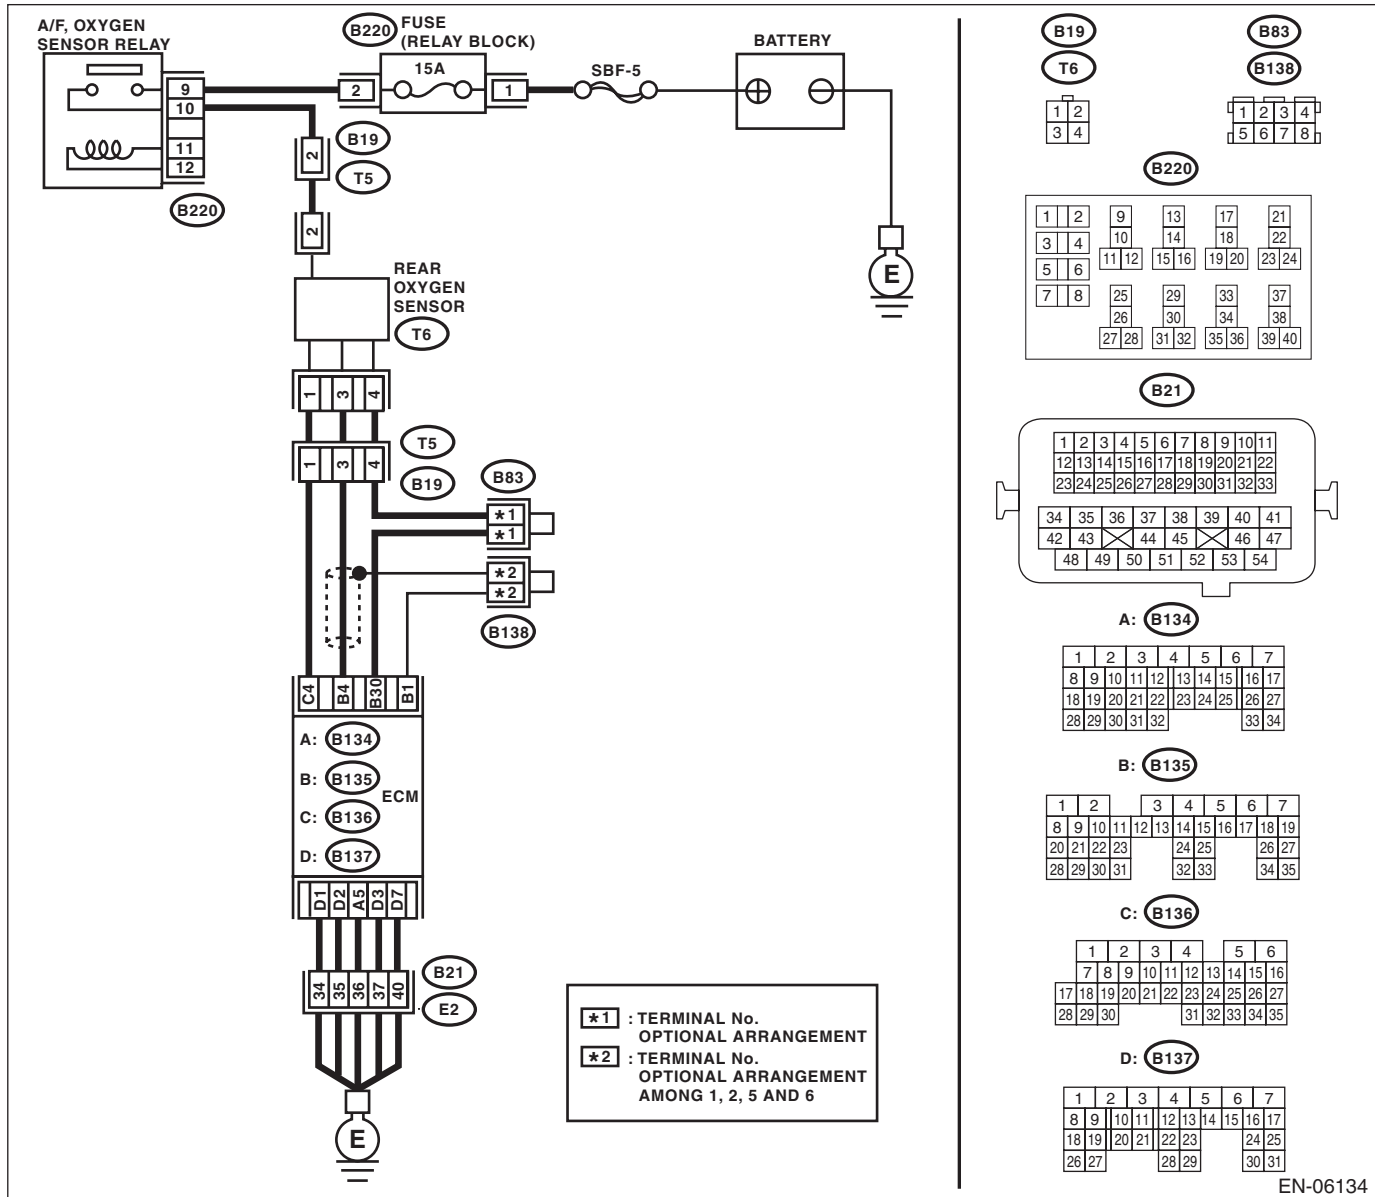 A/F, OXYGEN
SENSOR RELAY
B220
FUSE
(RELAY BLOCK)
15A
BATTERY
SBF-5
9
10
11
12
2
1
B220
2
B19
T5
2
REAR
OXYGEN
SENSOR
T6
E
1 3 4
T5
1 3 4
B19
B83
*1
*1
*2
*2
B138
C4 B4 B30 B1
A: B134
B: B135
ECM
C: B136
D: B137
D1 D2 A5 D3 D7
34 35 36 37 40
B21
E2
E
*1 : TERMINAL No.
OPTIONAL ARRANGEMENT
*2 : TERMINAL No.
OPTIONAL ARRANGEMENT
AMONG 1, 2, 5 AND 6
B19 B83
T6 B138
1 2
3 4
1 2 3 4
5 6 7 8
B220
1 2 9 13 17 21
3 4 10 14 18 22
5 6 11 12 15 16 19 20 23 24
7 8 25 29 33 37
26 30 34 38
27 28 31 32 35 36 39 40
B21
1 2 3 4 5 6 7 8 9 10 11
12 13 14 15 16 17 18 19 20 21 22
23 24 25 26 27 28 29 30 31 32 33
34 35 36 37 38 39 40 41
42 43 44 45 46 47
48 49 50 51 52 53 54
A: B134
1 2 3 4 5 6 7
8 9 10 11 12 13 14 15 16 17
18 19 20 21 22 23 24 25 26 27
28 29 30 31 32 33 34
B: B135
1 2 3 4 5 6 7
8 9 10 11 12 13 14 15 16 17 18 19
20 21 22 23 24 25 26 27
28 29 30 31 32 33 34 35
C: B136
1 2 3 4 5 6
7 8 9 10 11 12 13 14 15 16
17 18 19 20 21 22 23 24 25 26 27
28 29 30 31 32 33 34 35
D: B137
1 2 3 4 5 6 7
8 9 10 11 12 13 14 15 16 17
18 19 20 21 22 23 24 25
26 27 28 29 30 31
EN-06134